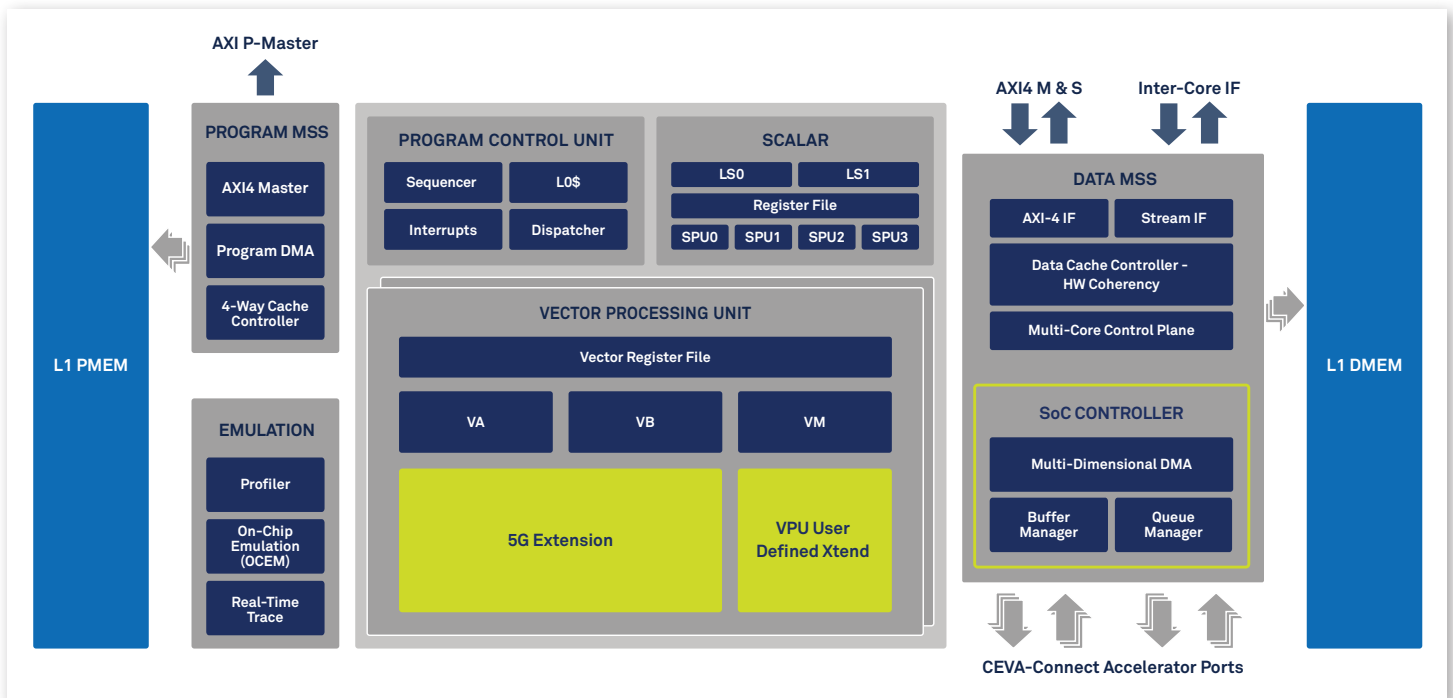 AXI P-Master
L1 PMEM
PROGRAM MSS
AXI4 Master
Program DMA
4-Way Cache
Controller
EMULATION
Profiler
On-Chip
Emulation
(OCEM)
Real-Time
Trace
PROGRAM CONTROL UNIT
Sequencer
L0$
Interrupts
Dispatcher
SCALAR
LS0
LS1
Register File
SPU0
SPU1
SPU2
SPU3
VECTOR PROCESSING UNIT
Vector Register File
VA
VB
VM
5G Extension
VPU User
Defined Xtend
AXI4 M & S
Inter-Core IF
DATA MSS
AXI-4 IF
Stream IF
Data Cache Controller -
HW Coherency
Multi-Core Control Plane
SoC CONTROLLER
Multi-Dimensional DMA
Buffer
Manager
Queue
Manager
CEVA-Connect Accelerator Ports
L1 DMEM